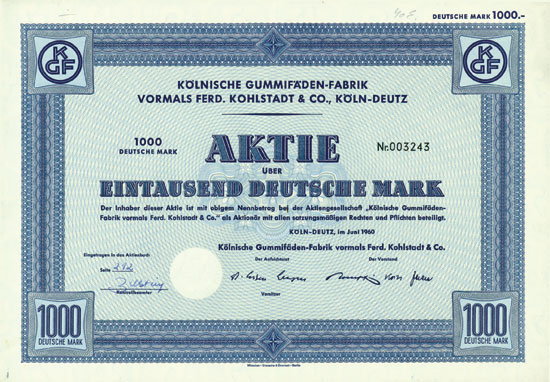 DEUTSCHE MARK 1000.-
KGF
KGF
KÖLNISCHE GUMMIFÄDEN-FABRIK
VORMALS FERD. KOHLSTADT & CO., KÖLN-DEUTZ
1000
DEUTSCHE MARK
AKTIE
Nr.003243
ÜBER
EINTAUSEND DEUTSCHE MARK
Der Inhaber dieser Aktie ist mit obigem Nennbetrag bei der Aktiengesellschaft „Kölnische Gummifäden-
Fabrik vormals Ferd. Kohlstadt & Co.“ als Aktionär mit allen satzungsmäßigen Rechten und Pflichten beteiligt.
KÖLN-DEUTZ, im Juni 1960
Kölnische Gummifäden-Fabrik vormals Ferd. Kohlstadt & Co.
Eingetragen in das Aktienbuch
Der Aufsichtsrat
Der Vorstand
Seite 242
Vorsitzer
1000
DEUTSCHE MARK
1000
DEUTSCHE MARK